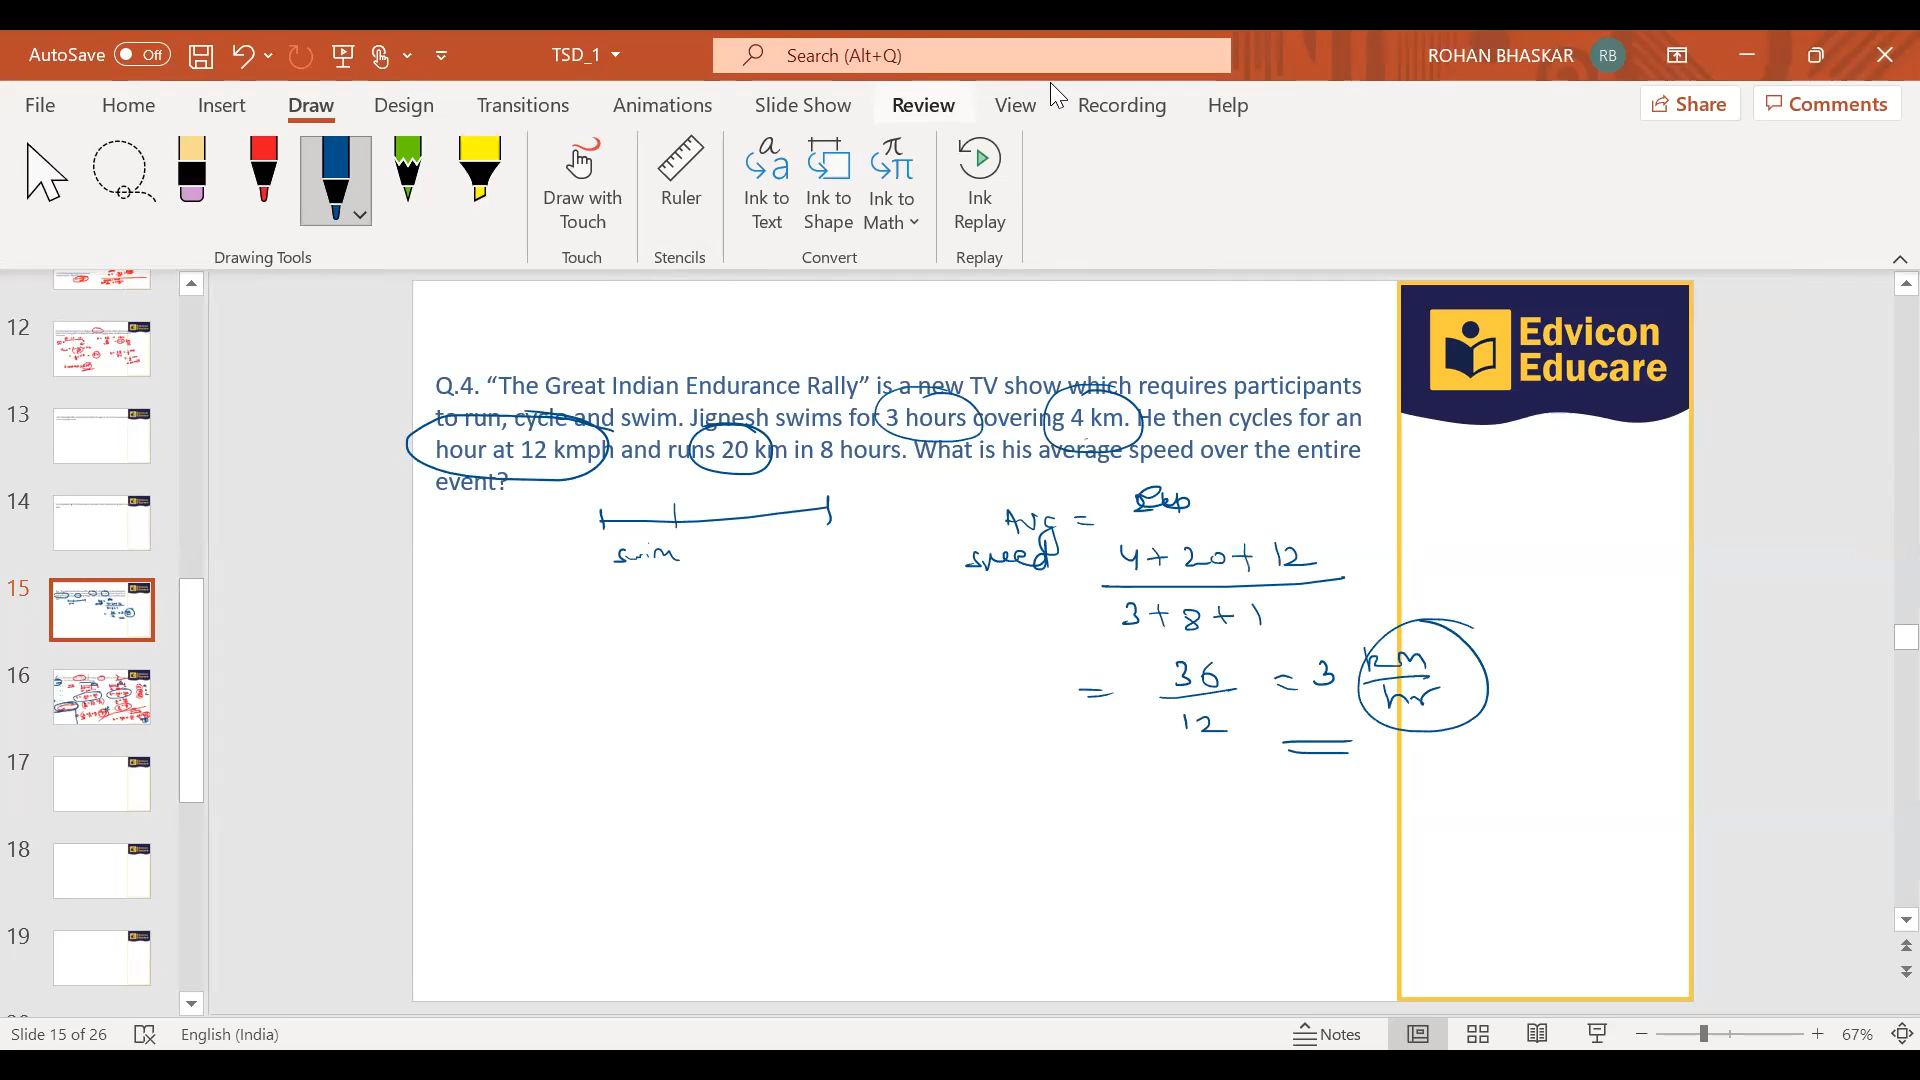 AutoSave Off TSD_1 Search (Alt+Q) ROHAN BHASKAR RB
File Home Insert Draw Design Transitions Animations Slide Show Review View Recording Help Share Comments
Draw with Touch
Ruler
Ink to Text
Ink to Shape
Ink to Math
Ink Replay
Drawing Tools Touch Stencils Convert Replay
12
13
14
15
16
17
18
19
Edvicon
Educare
Q.4. “The Great Indian Endurance Rally” is a new TV show which requires participants
to run, cycle and swim. Jignesh swims for 3 hours covering 4 km. He then cycles for an
hour at 12 kmph and runs 20 km in 8 hours. What is his average speed over the entire
event?
swim
Avg speed =
4 + 20 + 12
3 + 8 + 1
= 36 / 12 = 3 km / hr
Slide 15 of 26 English (India) Notes 67%